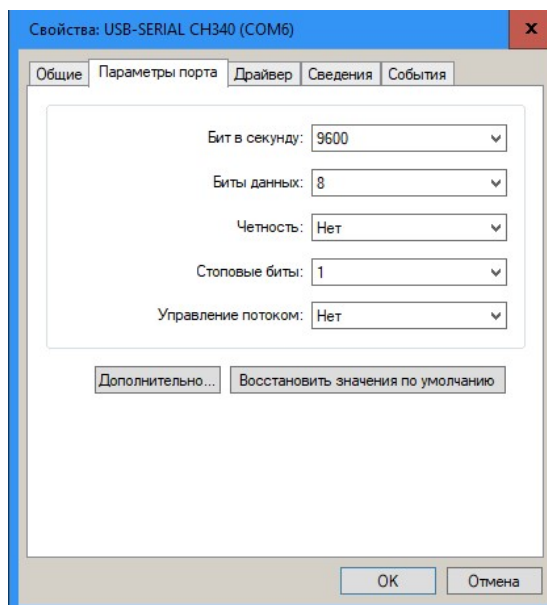 Свойства: USB-SERIAL CH340 (COM6)
x
Общие Параметры порта Драйвер Сведения События
Бит в секунду: 9600
Биты данных: 8
Четность: Нет
Стоповые биты: 1
Управление потоком: Нет
Дополнительно... Восстановить значения по умолчанию
OK Отмена